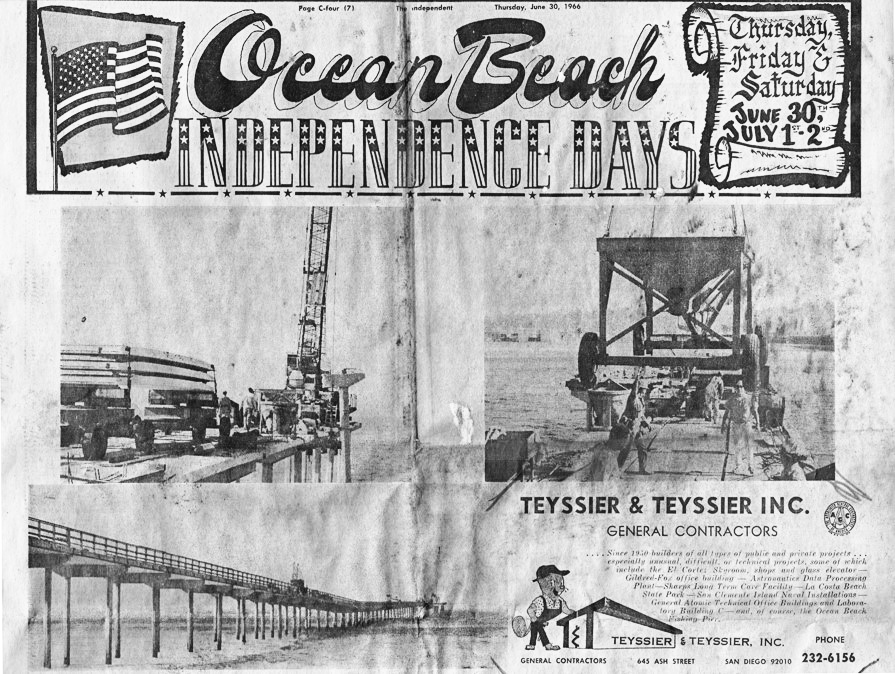 Page C-four (7) The Independent Thursday, June 30, 1966
Ocean Beach
INDEPENDENCE DAYS
Thursday,
Friday &
Saturday
JUNE 30,TH
JULY 1ST-2ND
TEYSSIER & TEYSSIER INC.
GENERAL CONTRACTORS
.... Since 1950 builders of all types of public and private projects ...
especially unusual, difficult, or technical projects, some of which
include the El Cortez Skyroom, shops and glass elevator —
Gildred-Fox office building — Astronautics Data Processing
Plant — Sharps Long Term Care Facility — La Costa Beach
State Park — San Clemente Island Naval Installations —
General Atomic Technical Office Buildings and Labora-
tory Building C — and, of course, the Ocean Beach
Fishing Pier.
TEYSSIER & TEYSSIER, INC.
GENERAL CONTRACTORS 645 ASH STREET SAN DIEGO 92010
PHONE
232-6156